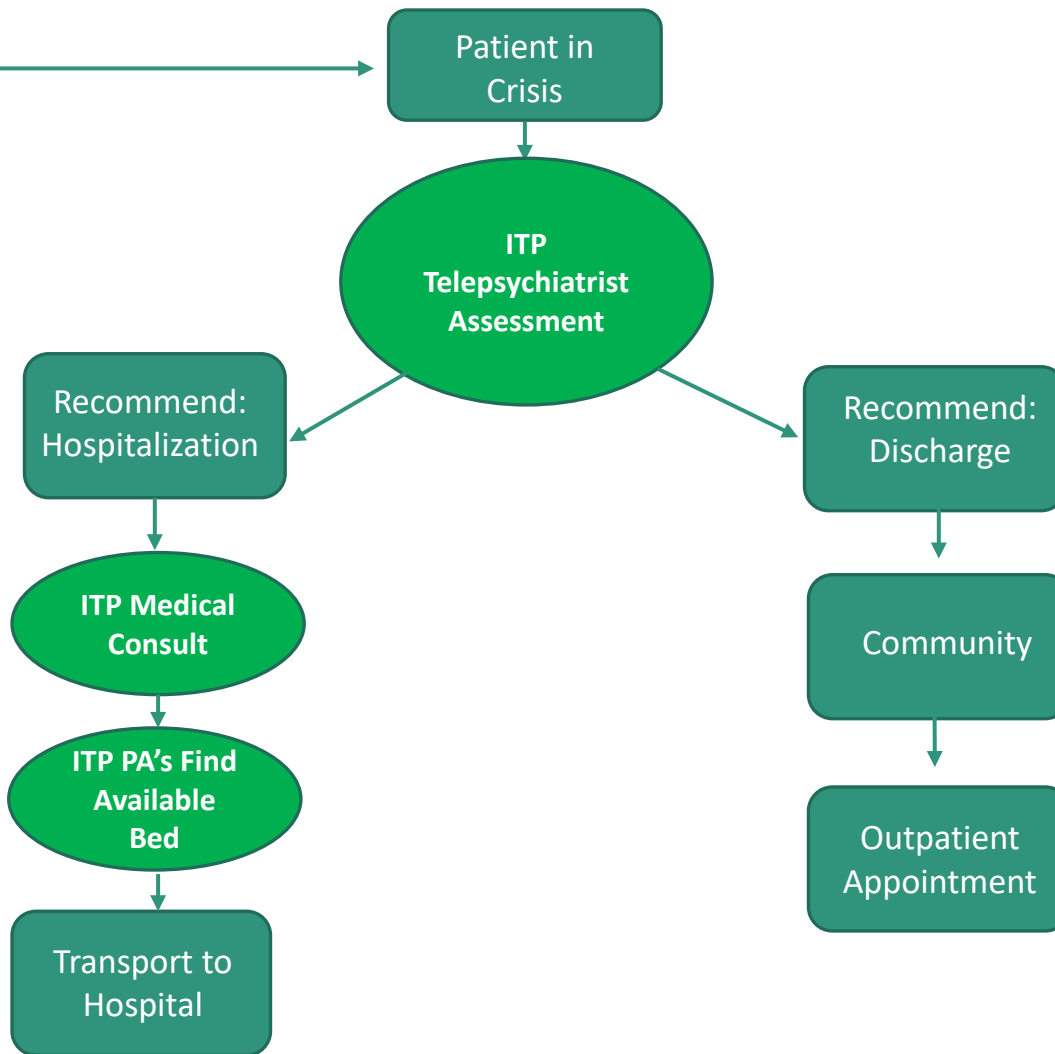 Patient in
Crisis
ITP
Telepsychiatrist
Assessment
Recommend:
Hospitalization
Recommend:
Discharge
ITP Medical
Consult
Community
ITP PA's Find
Available
Bed
Outpatient
Appointment
Transport to
Hospital